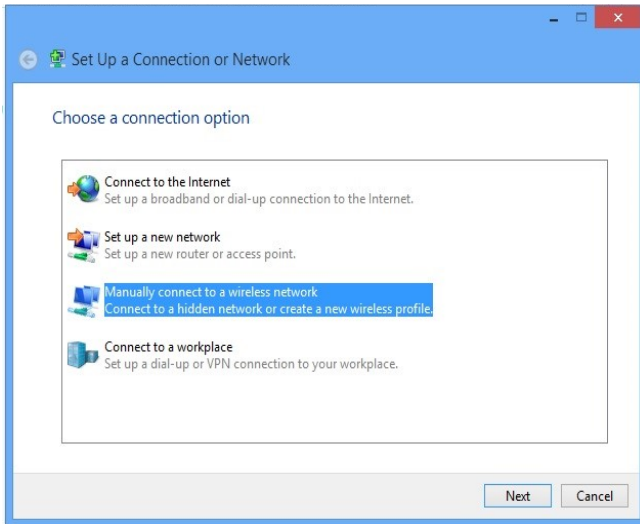 Set Up a Connection or Network
Choose a connection option
Connect to the Internet
Set up a broadband or dial-up connection to the Internet.
Set up a new network
Set up a new router or access point.
Manually connect to a wireless network
Connect to a hidden network or create a new wireless profile.
Connect to a workplace
Set up a dial-up or VPN connection to your workplace.
Next Cancel